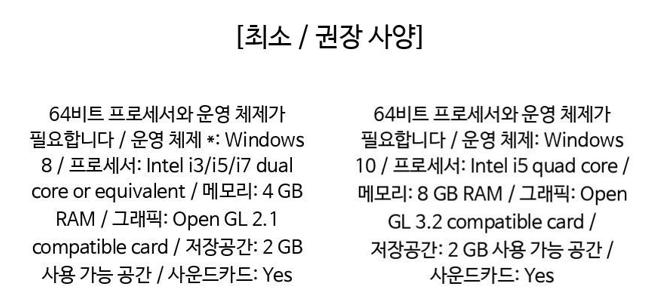 [최소 / 권장 사양]
64비트 프로세서와 운영 체제가
필요합니다 / 운영 체제 *: Windows
8 / 프로세서: Intel i3/i5/i7 dual
core or equivalent / 메모리: 4 GB
RAM / 그래픽: Open GL 2.1
compatible card / 저장공간: 2 GB
사용 가능 공간 / 사운드카드: Yes
64비트 프로세서와 운영 체제가
필요합니다 / 운영 체제: Windows
10 / 프로세서: Intel i5 quad core /
메모리: 8 GB RAM / 그래픽: Open
GL 3.2 compatible card /
저장공간: 2 GB 사용 가능 공간 /
사운드카드: Yes